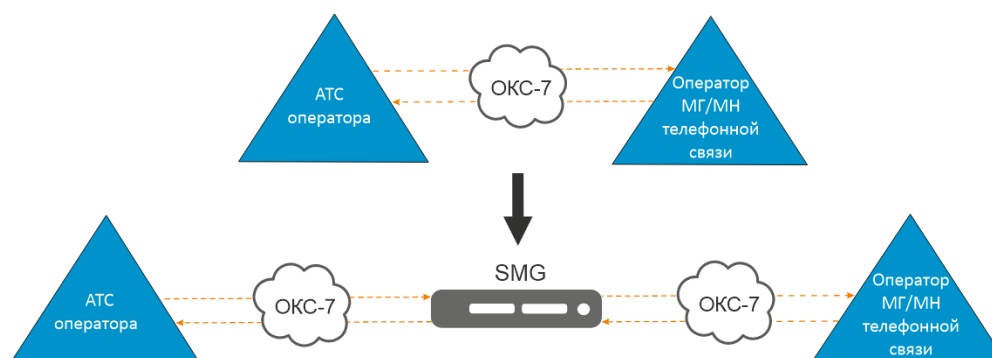 АТС
оператора
ОКС-7
Оператор
МГ/МН
телефонной
связи
SMG
АТС
оператора
ОКС-7
ОКС-7
Оператор
МГ/МН
телефонной
связи